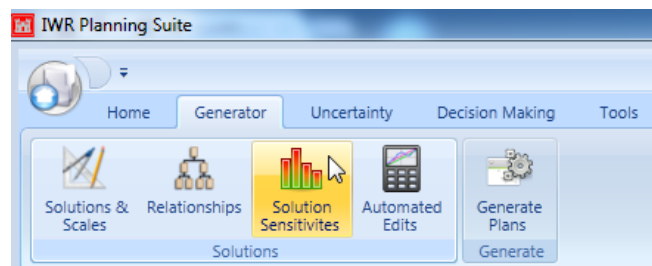 IWR Planning Suite
Home Generator Uncertainty Decision Making Tools
Solutions & Relationships Solution Automated Generate
Scales Sensitivites Edits Plans
Solutions Generate